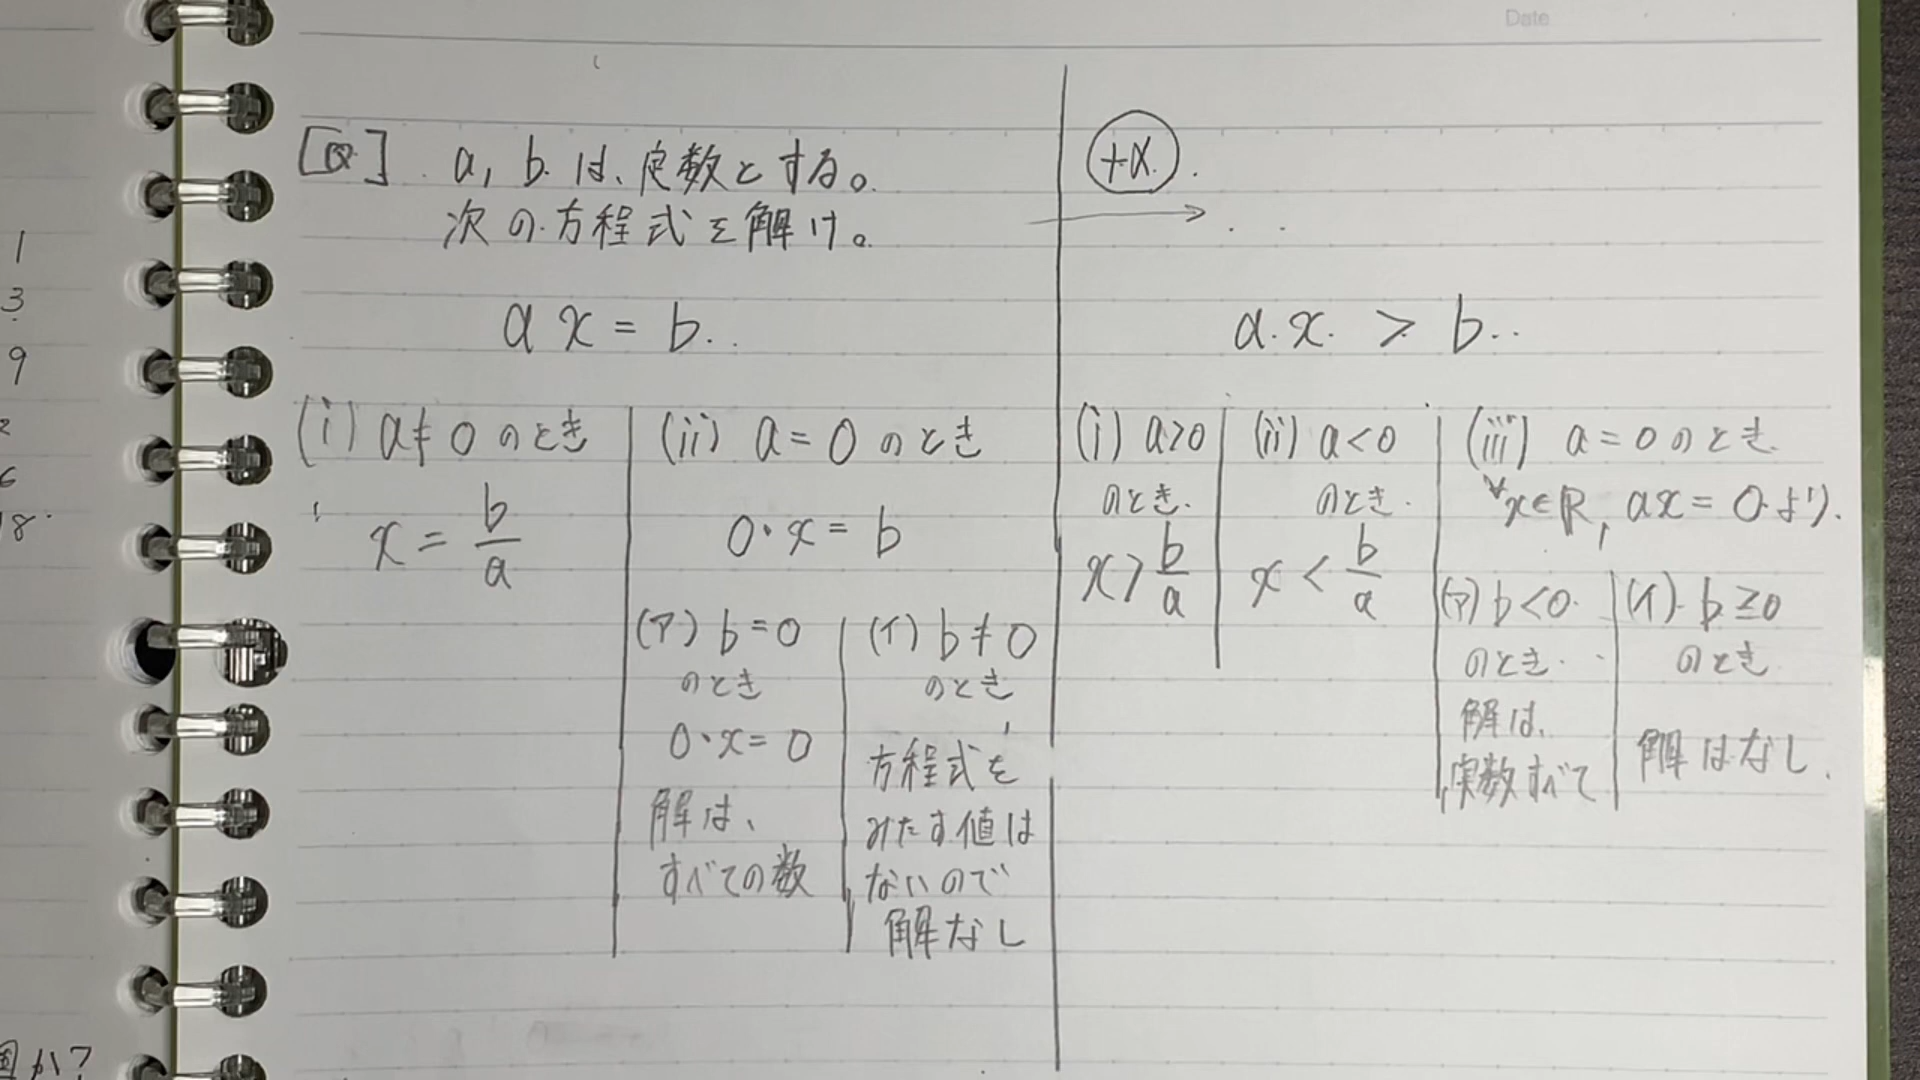 Date
[Q] a, b は、定数とする。
次の方程式を解け。
ax = b
(i) a≠0 のとき
x = b/a
(ii) a = 0 のとき
0・x = b
(ア) b = 0
のとき
0・x = 0
解は、
すべての数
(イ) b ≠ 0
のとき
方程式を
みたす値は
ないので
解なし
+α
→
a x > b
(i) a>0
のとき
x > b/a
(ii) a<0
のとき
x < b/a
(iii) a = 0 のとき
∀x∈R, ax = 0 より
(ア) b<0
のとき
解は、
実数すべて
(イ) b≧0
のとき
解はなし
1
3
9
2
6
18
か?